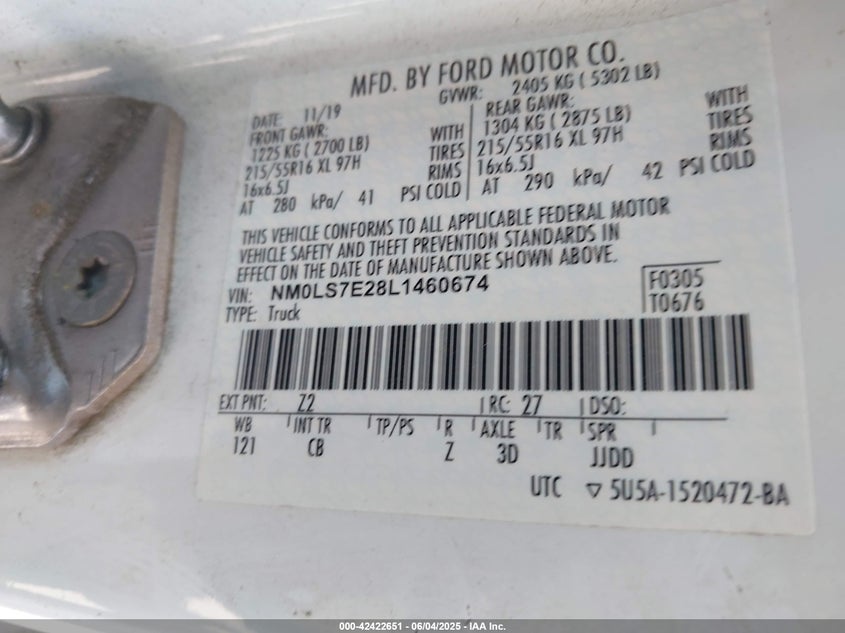 MFD. BY FORD MOTOR CO.
DATE: 11/19 GVWR: 2405 KG ( 5302 LB)
FRONT GAWR: REAR GAWR:
1225 KG ( 2700 LB) WITH 1304 KG ( 2875 LB) WITH
215/55R16 XL 97H TIRES 215/55R16 XL 97H TIRES
16x6.5J RIMS 16x6.5J RIMS
AT 280 kPa/ 41 PSI COLD AT 290 kPa/ 42 PSI COLD
THIS VEHICLE CONFORMS TO ALL APPLICABLE FEDERAL MOTOR
VEHICLE SAFETY AND THEFT PREVENTION STANDARDS IN
EFFECT ON THE DATE OF MANUFACTURE SHOWN ABOVE.
VIN: NM0LS7E28L1460674 F0305
TYPE: Truck T0676
EXT PNT: Z2 RC: 27 DSO:
WB INT TR TP/PS R AXLE TR SPR
121 CB Z 3D JJDD
UTC ▽ 5U5A-1520472-BA
000-42422651 - 06/04/2025 - IAA Inc.